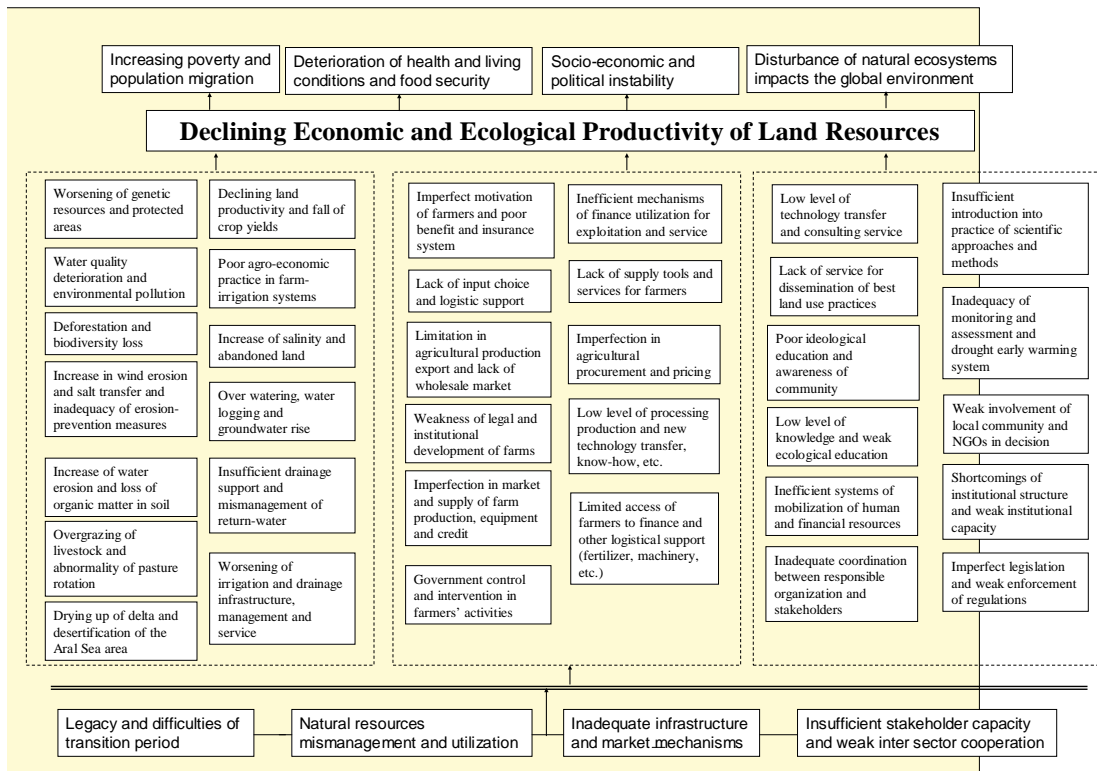 Increasing poverty and
population migration
Deterioration of health and living
conditions and food security
Socio-economic and
political instability
Disturbance of natural ecosystems
impacts the global environment
Declining Economic and Ecological Productivity of Land Resources
Worsening of genetic
resources and protected
areas
Water quality
deterioration and
environmental pollution
Deforestation and
biodiversity loss
Increase in wind erosion
and salt transfer and
inadequacy of erosion-
prevention measures
Increase of water
erosion and loss of
organic matter in soil
Overgrazing of
livestock and
abnormality of pasture
rotation
Drying up of delta and
desertification of the
Aral Sea area
Declining land
productivity and fall of
crop yields
Poor agro-economic
practice in farm-
irrigation systems
Increase of salinity and
abandoned land
Over watering, water
logging and
groundwater rise
Insufficient drainage
support and
mismanagement of
return-water
Worsening of
irrigation and drainage
infrastructure,
management and
service
Imperfect motivation
of farmers and poor
benefit and insurance
system
Lack of input choice
and logistic support
Limitation in
agricultural production
export and lack of
wholesale market
Weakness of legal and
institutional
development of farms
Imperfection in market
and supply of farm
production, equipment
and credit
Government control
and intervention in
farmers' activities
Inefficient mechanisms
of finance utilization for
exploitation and service
Lack of supply tools and
services for farmers
Imperfection in
agricultural
procurement and pricing
Low level of processing
production and new
technology transfer,
know-how, etc.
Limited access of
farmers to finance and
other logistical support
(fertilizer, machinery,
etc.)
Low level of
technology transfer
and consulting service
Lack of service for
dissemination of best
land use practices
Poor ideological
education and
awareness of
community
Low level of
knowledge and weak
ecological education
Inefficient systems of
mobilization of human
and financial resources
Inadequate coordination
between responsible
organization and
stakeholders
Insufficient
introduction into
practice of scientific
approaches and
methods
Inadequacy of
monitoring and
assessment and
drought early warming
system
Weak involvement of
local community and
NGOs in decision
Shortcomings of
institutional structure
and weak institutional
capacity
Imperfect legislation
and weak enforcement
of regulations
Legacy and difficulties of
transition period
Natural resources
mismanagement and utilization
Inadequate infrastructure
and market mechanisms
Insufficient stakeholder capacity
and weak inter sector cooperation